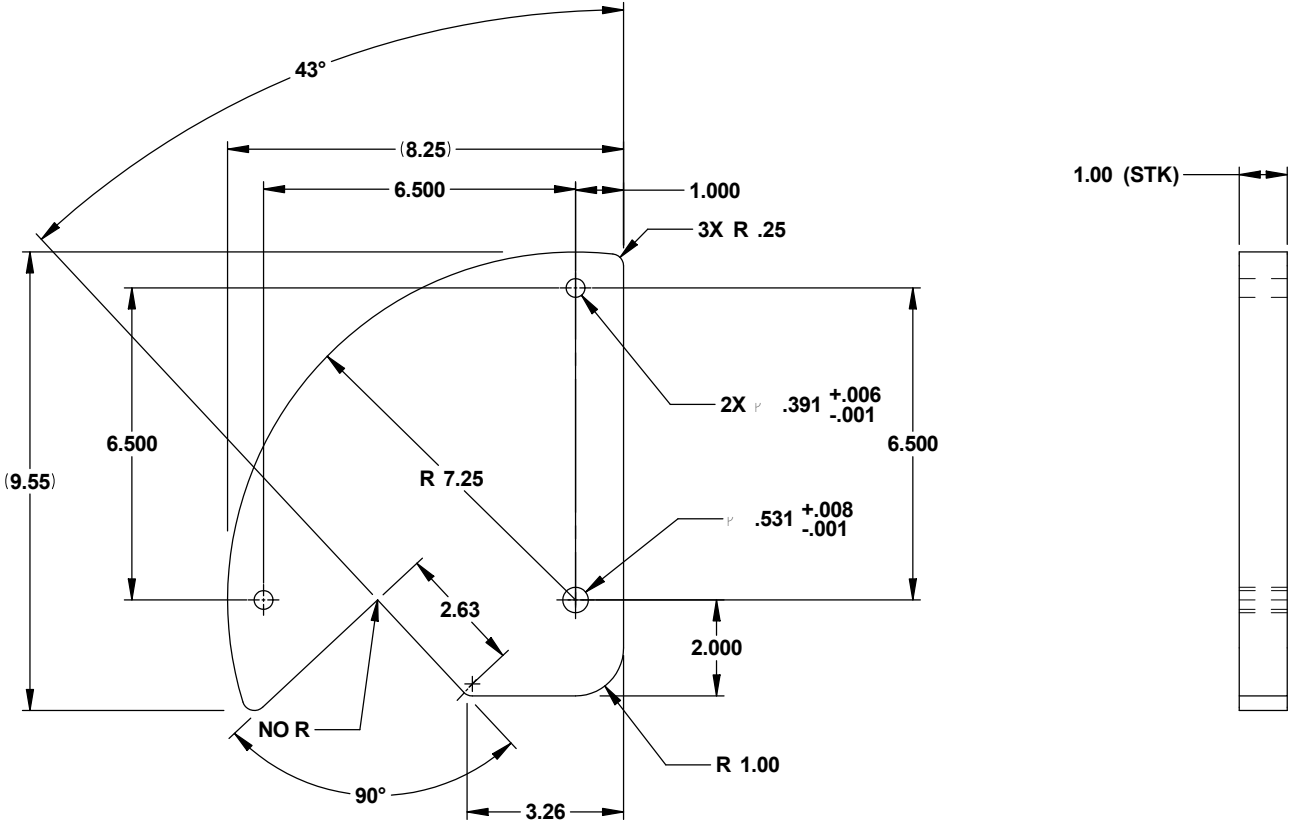 43°
(8.25)
6.500
1.000
1.00 (STK)
3X R .25
2X .391 +.006
-.001
6.500
6.500
(9.55)
R 7.25
.531 +.008
-.001
2.63
2.000
NO R
R 1.00
90°
3.26